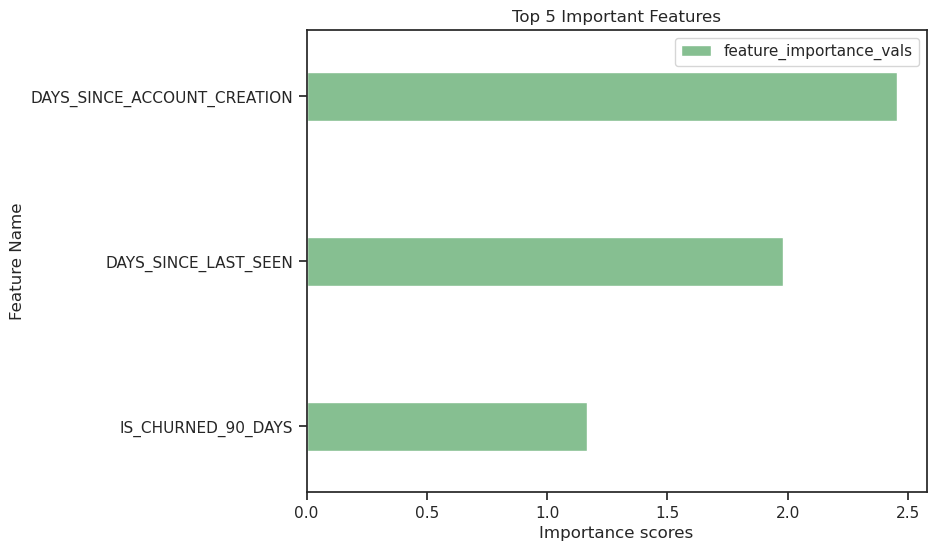 Top 5 Important Features
feature_importance_vals
DAYS_SINCE_ACCOUNT_CREATION
DAYS_SINCE_LAST_SEEN
IS_CHURNED_90_DAYS
Feature Name
0.0 0.5 1.0 1.5 2.0 2.5
Importance scores